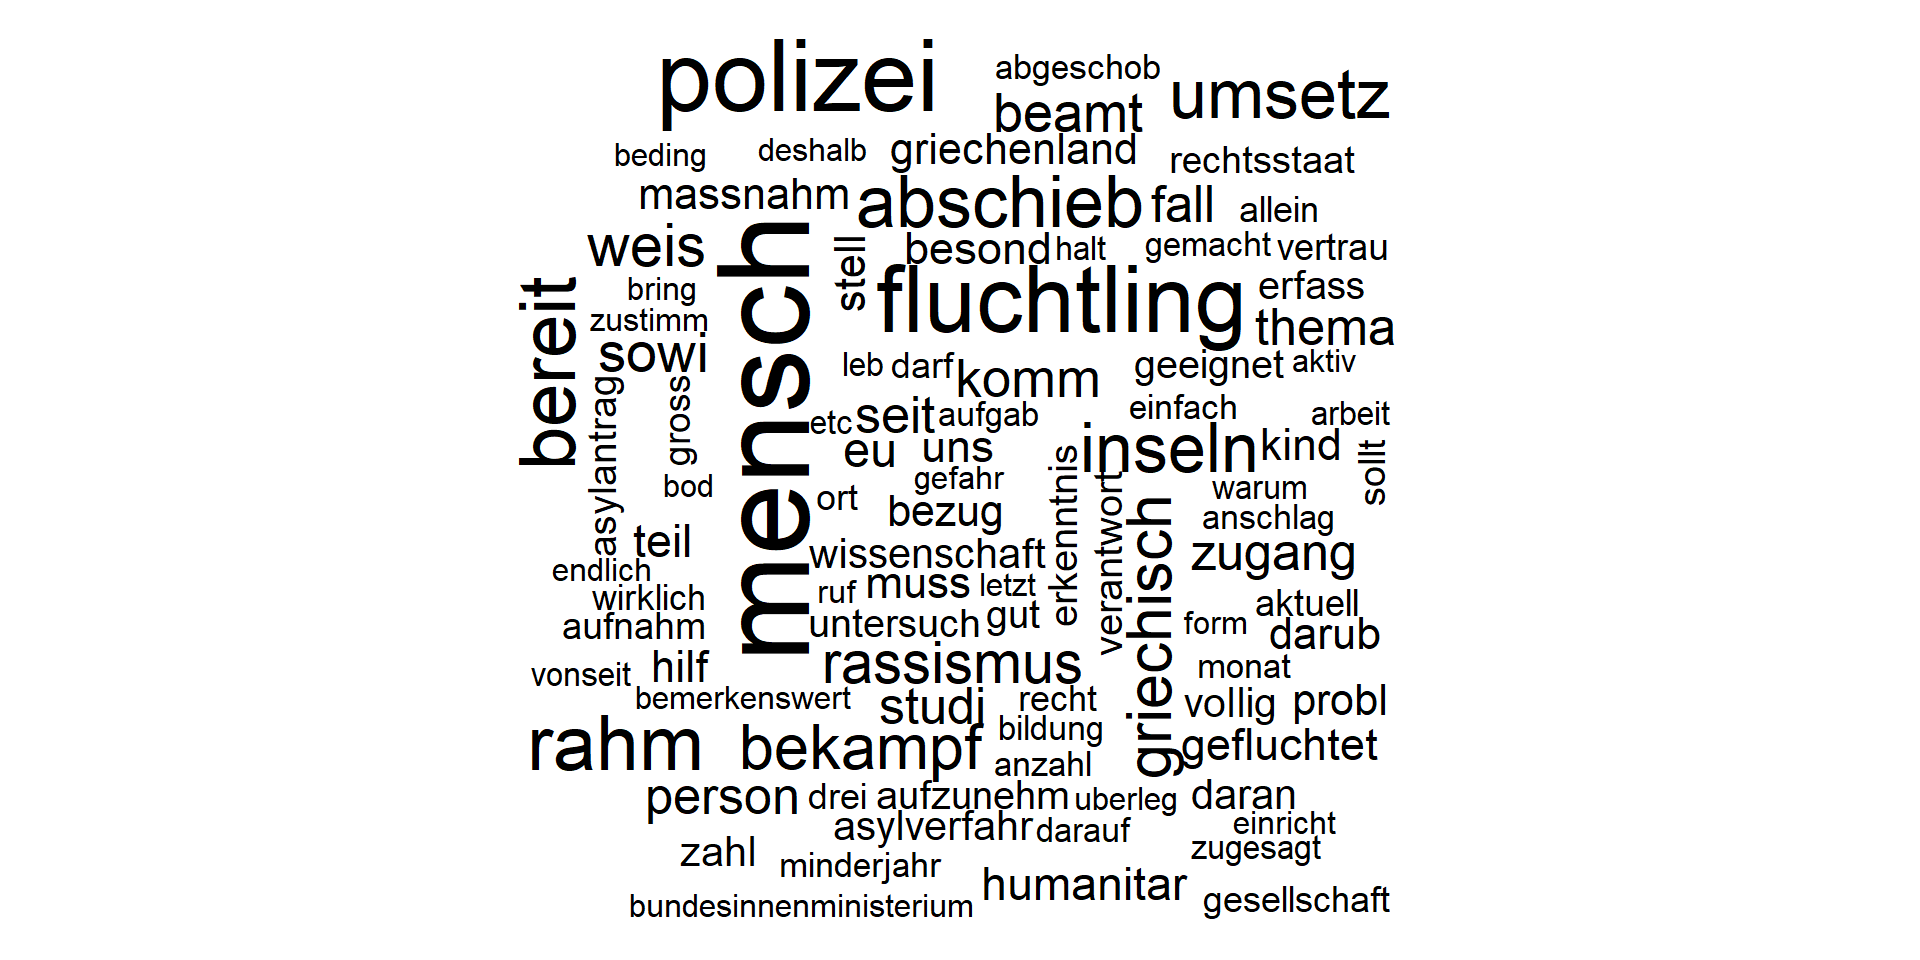 polizei
abgeschob
umsetz
beamt
beding
deshalb
griechenland
rechtsstaat
massnahm
abschieb
fall
allein
weis
mensch
stell
besond
halt
gemacht
vertrau
bereit
bring
fluchtling
erfass
zustimm
thema
sowi
leb
darf
komm
geeignet
aktiv
asylantrag
gross
etc
seit
aufgab
einfach
arbeit
eu
uns
inseln
kind
sollt
bod
gefahr
erkenntnis
verantwort
griechisch
warum
ort
bezug
anschlag
teil
wissenschaft
zugang
endlich
wirklich
ruf
muss
letzt
aktuell
aufnahm
untersuch
gut
form
darub
vonseit
hilf
rassismus
monat
bemerkenswert
studi
recht
vollig
probl
rahm
bekampf
bildung
gefluchtet
anzahl
person
drei
aufzunehm
uberleg
daran
asylverfahr
darauf
einricht
zahl
minderjahr
zugesagt
humanitar
bundesinnenministerium
gesellschaft